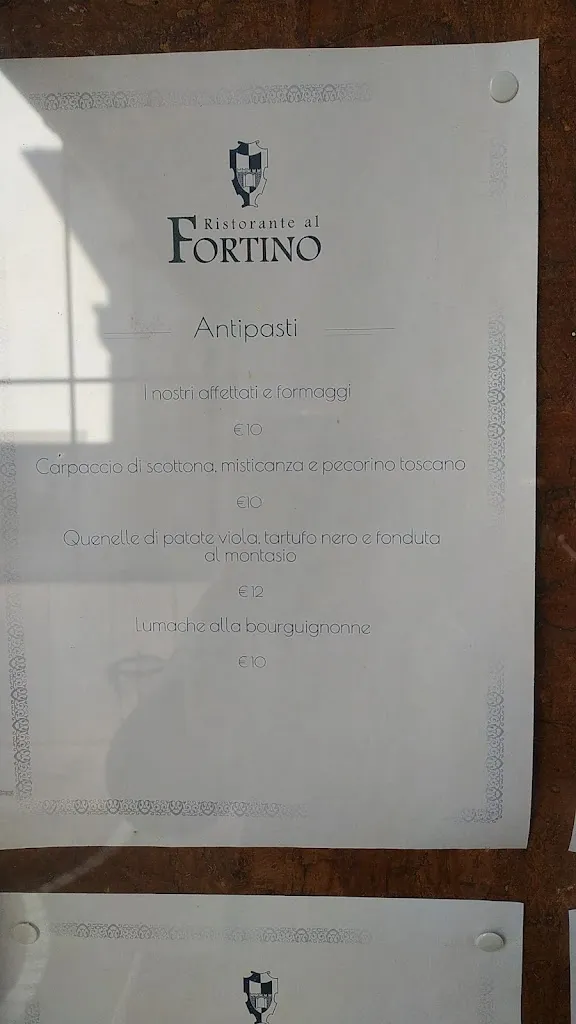 Ristorante al
FORTINO
Antipasti
I nostri affettati e formaggi
€ 10
Carpaccio di scottona, misticanza e pecorino toscano
€10
Quenelle di patate viola, tartufo nero e fonduta
al montasio
€ 12
Lumache alla bourguignonne
€ 10